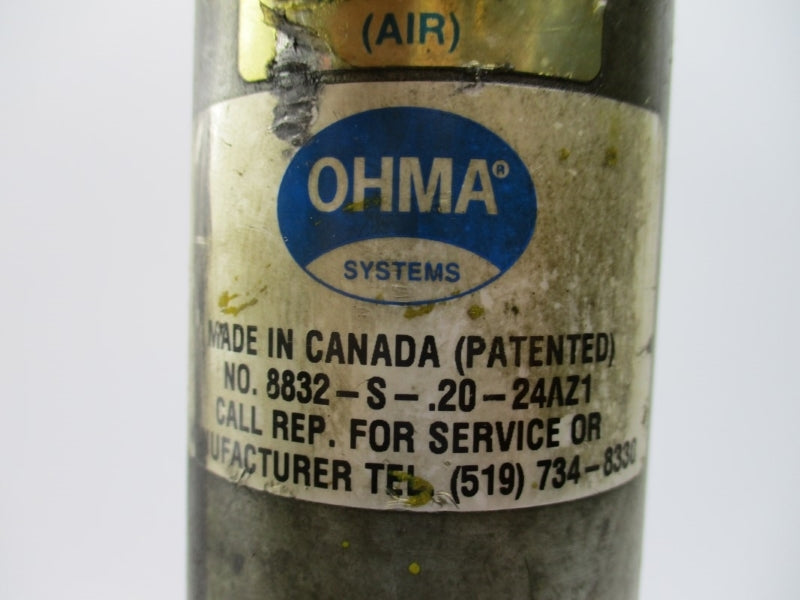 (AIR)
OHMA®
SYSTEMS
MADE IN CANADA (PATENTED)
NO. 8832-S-.20-24AZ1
CALL REP. FOR SERVICE OR
UFACTURER TEL. (519) 734-8330